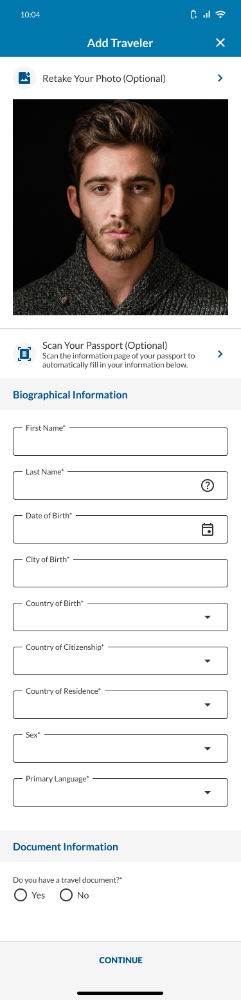 10:04
Add Traveler
Retake Your Photo (Optional)
Scan Your Passport (Optional)
Scan the information page of your passport to
automatically fill in your information below.
Biographical Information
First Name*
Last Name*
Date of Birth*
City of Birth*
Country of Birth*
Country of Citizenship*
Country of Residence*
Sex*
Primary Language*
Document Information
Do you have a travel document?*
Yes No
CONTINUE